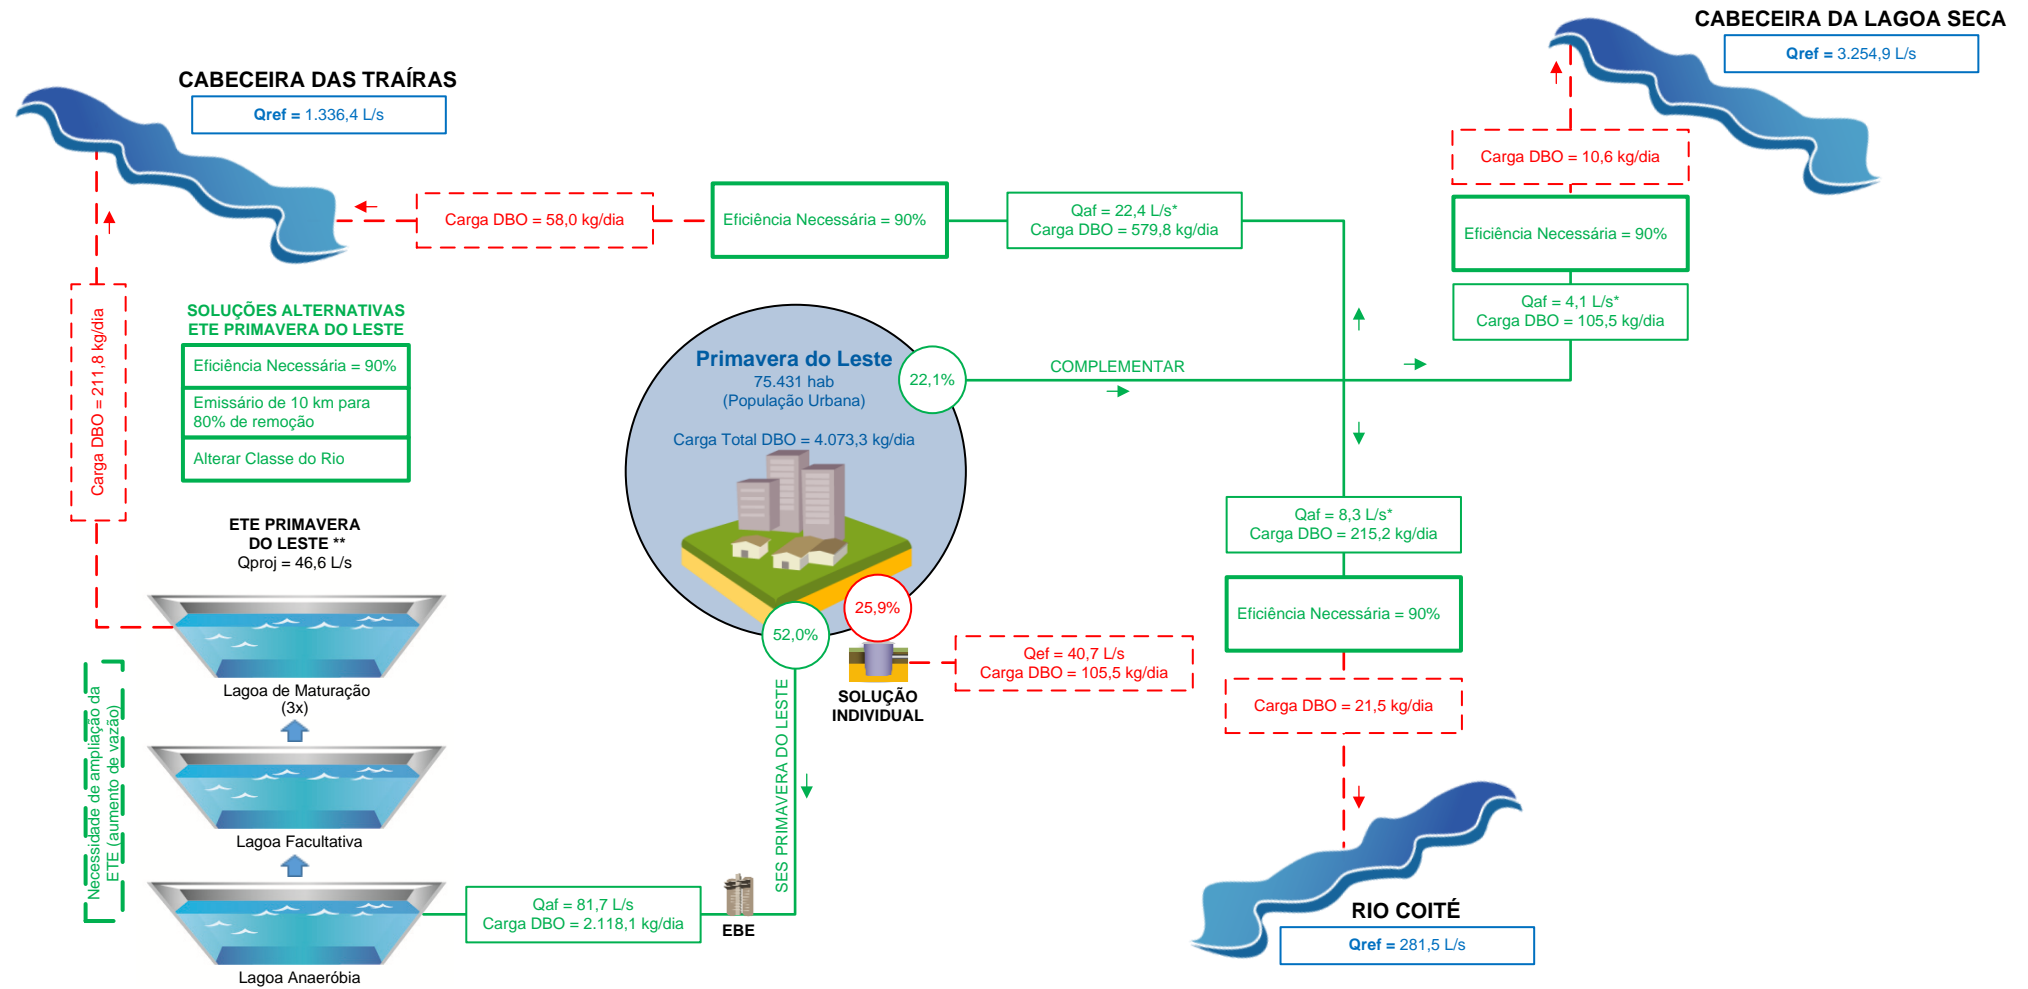 CABECEIRA DA LAGOA SECA
Qref = 3.254,9 L/s
CABECEIRA DAS TRAÍRAS
Qref = 1.336,4 L/s
Carga DBO = 10,6 kg/dia
Carga DBO = 58,0 kg/dia
Eficiência Necessária = 90%
Qaf = 22,4 L/s*
Carga DBO = 579,8 kg/dia
Eficiência Necessária = 90%
Qaf = 4,1 L/s*
Carga DBO = 105,5 kg/dia
Carga DBO = 211,8 kg/dia
SOLUÇÕES ALTERNATIVAS
ETE PRIMAVERA DO LESTE
Eficiência Necessária = 90%
Emissário de 10 km para
80% de remoção
Alterar Classe do Rio
Primavera do Leste
75.431 hab
(População Urbana)
Carga Total DBO = 4.073,3 kg/dia
22,1%
COMPLEMENTAR
ETE PRIMAVERA
DO LESTE **
Qproj = 46,6 L/s
Qaf = 8,3 L/s*
Carga DBO = 215,2 kg/dia
Eficiência Necessária = 90%
52,0%
25,9%
Qef = 40,7 L/s
Carga DBO = 105,5 kg/dia
SOLUÇÃO
INDIVIDUAL
Carga DBO = 21,5 kg/dia
Lagoa de Maturação
(3x)
Necessidade de ampliação da
ETE (aumento de vazão)
SES PRIMAVERA DO LESTE
Lagoa Facultativa
Qaf = 81,7 L/s
Carga DBO = 2.118,1 kg/dia
EBE
Lagoa Anaeróbia
RIO COITÉ
Qref = 281,5 L/s